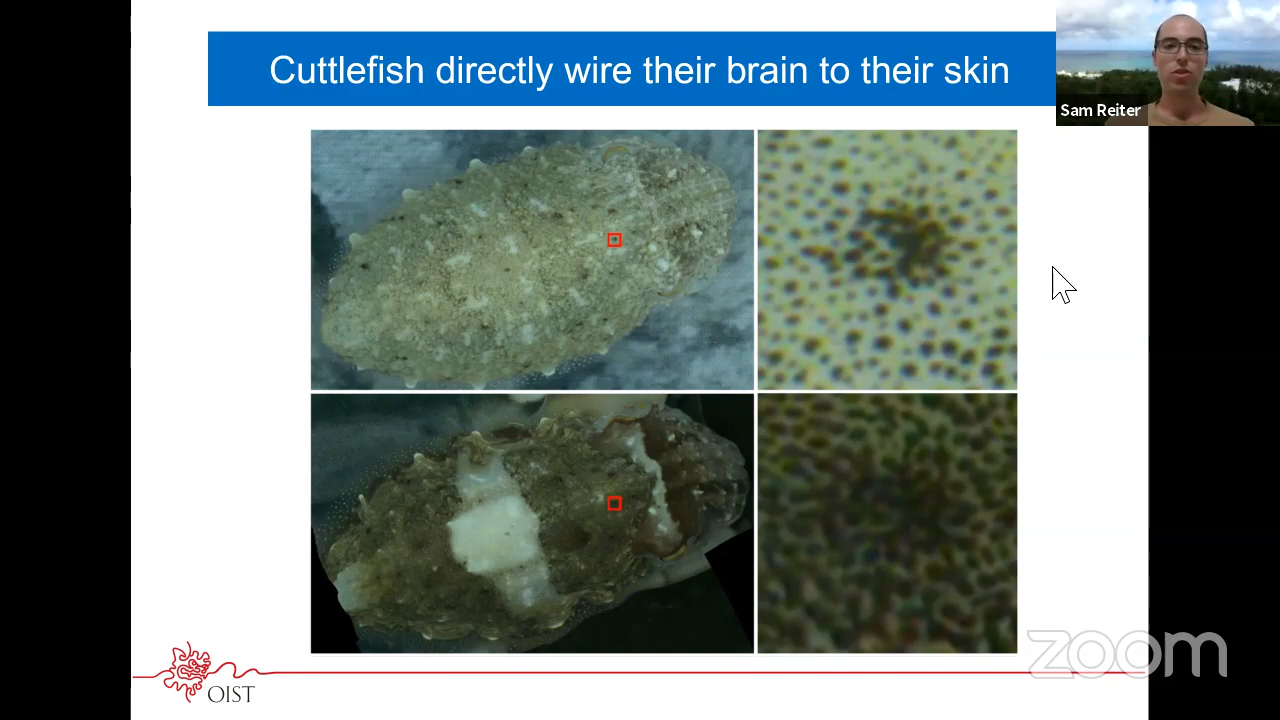 Cuttlefish directly wire their brain to their skin
Sam Reiter
OIST
zoom